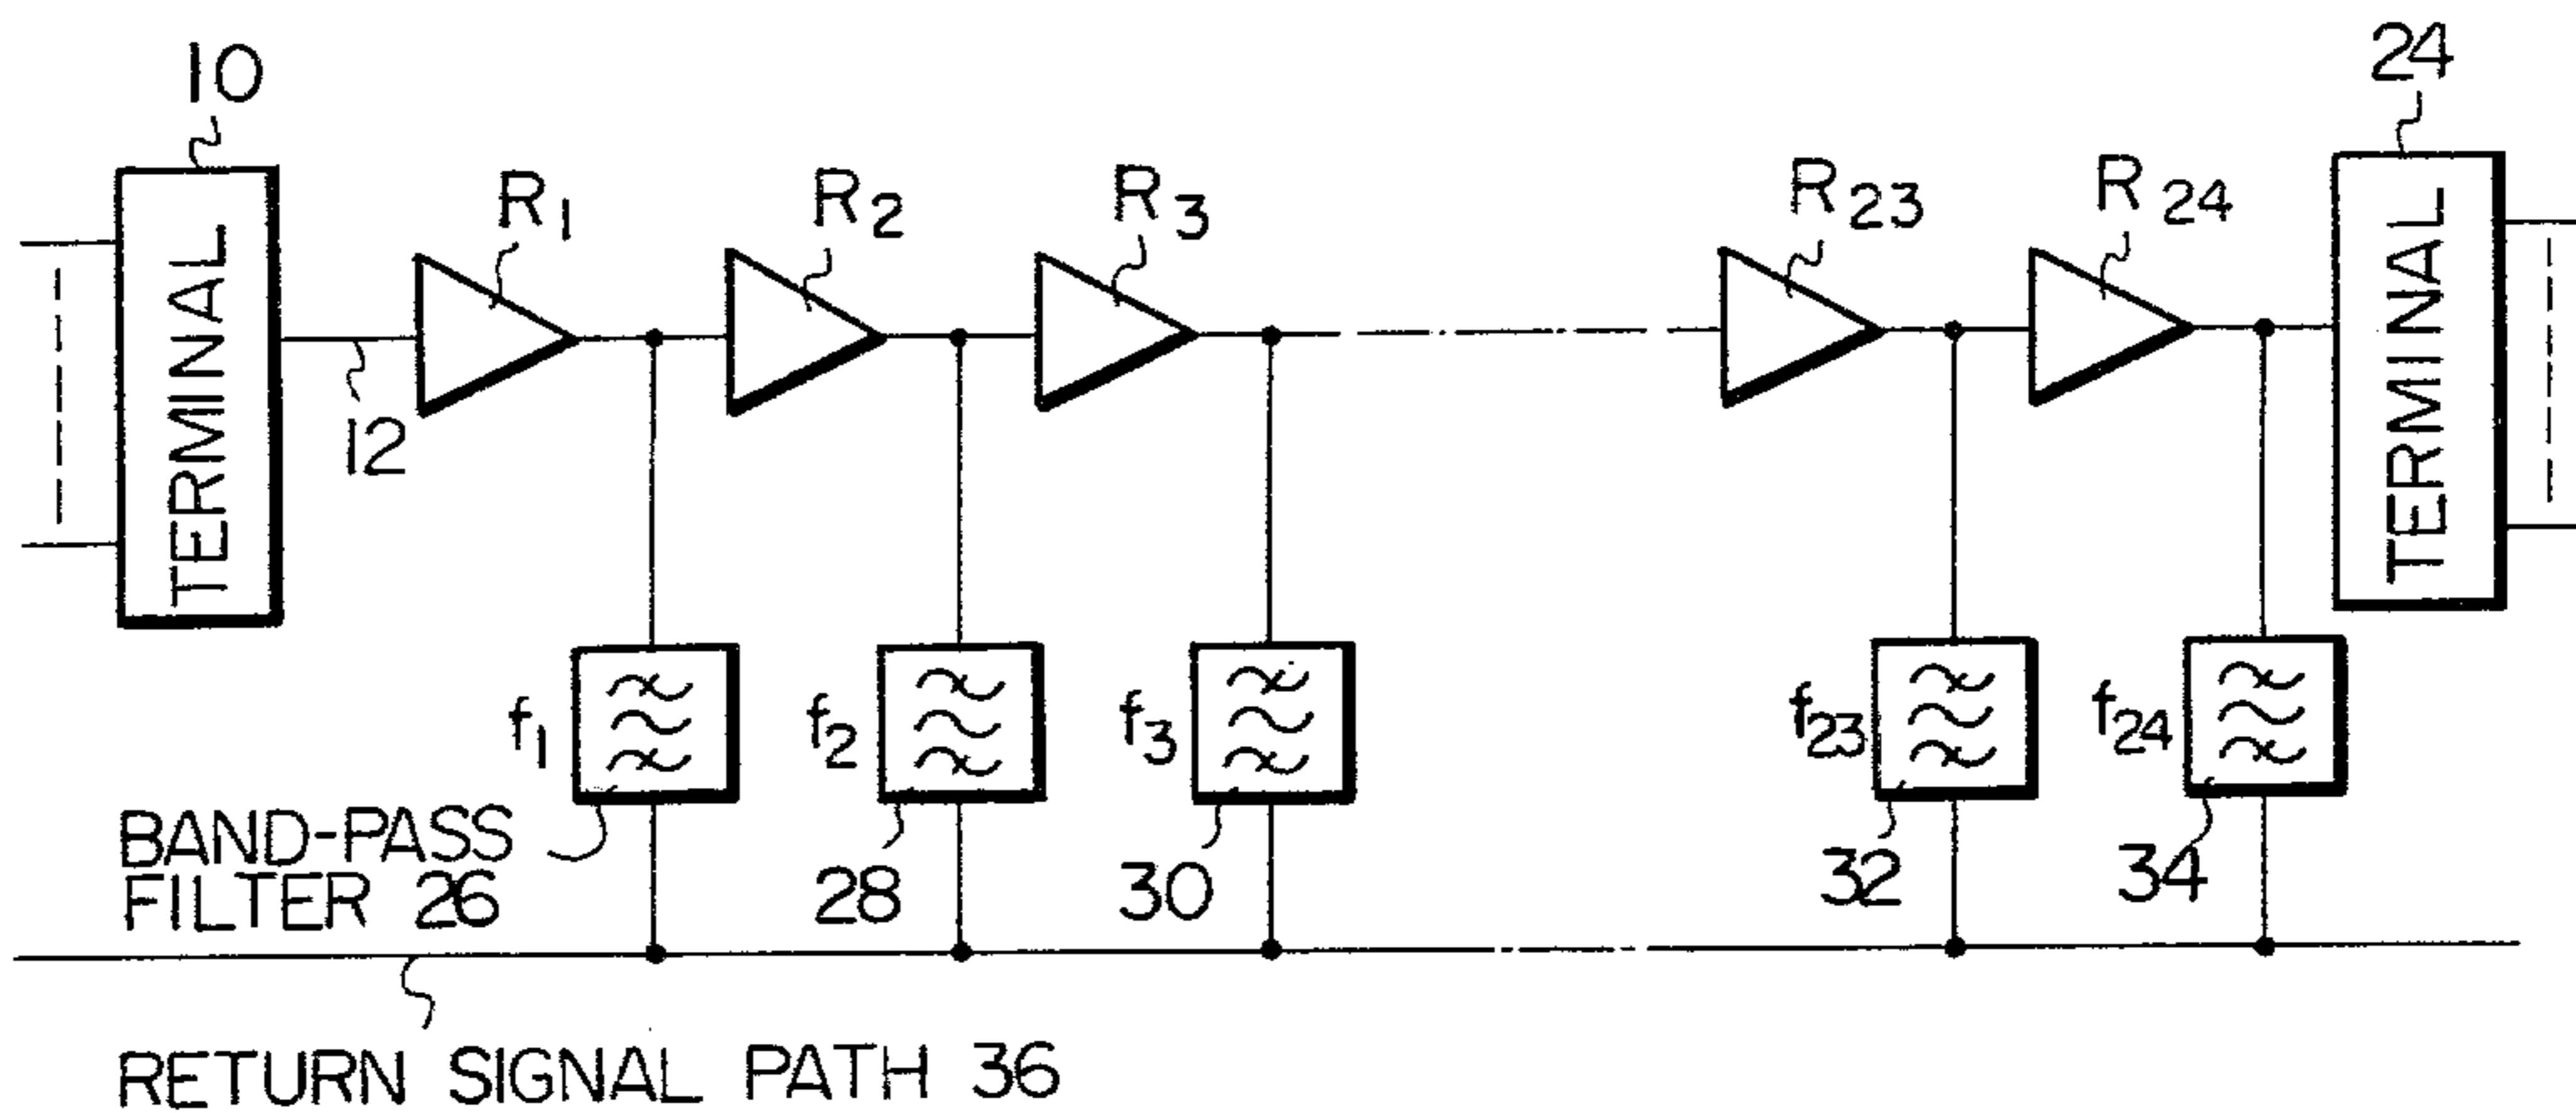 10
24
R1
R2
R3
R23
R24
TERMINAL
TERMINAL
12
f1
f2
f3
f23
f24
BAND-PASS
FILTER 26
28
30
32
34
RETURN SIGNAL PATH 36